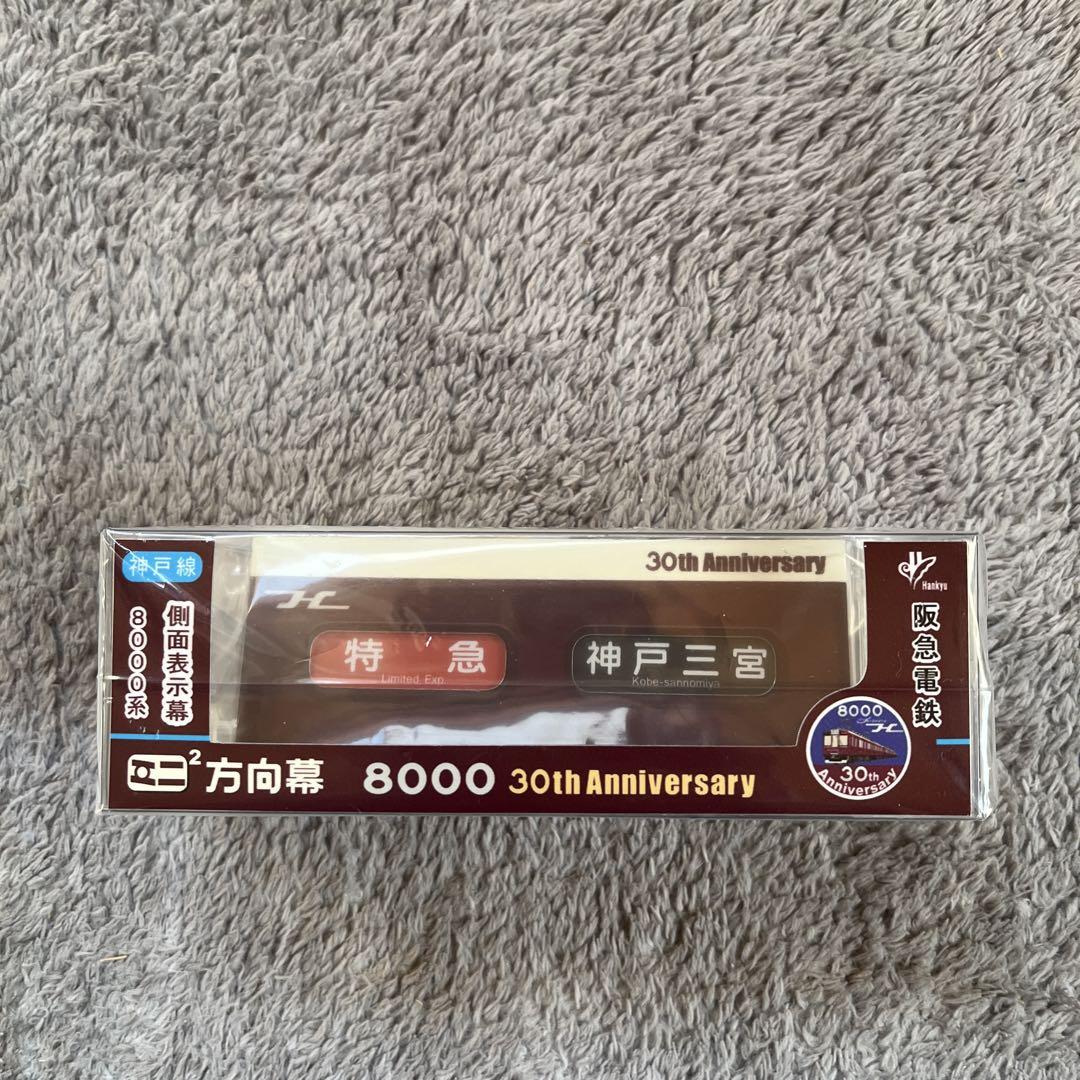 神戸線
側面表示幕
8000系
30th Anniversary
特急
Limited Exp.
神戸三宮
Kobe-sannomiya
Hankyu
阪急電鉄
2 方向幕
8000 30th Anniversary
8000
30th
Anniversary